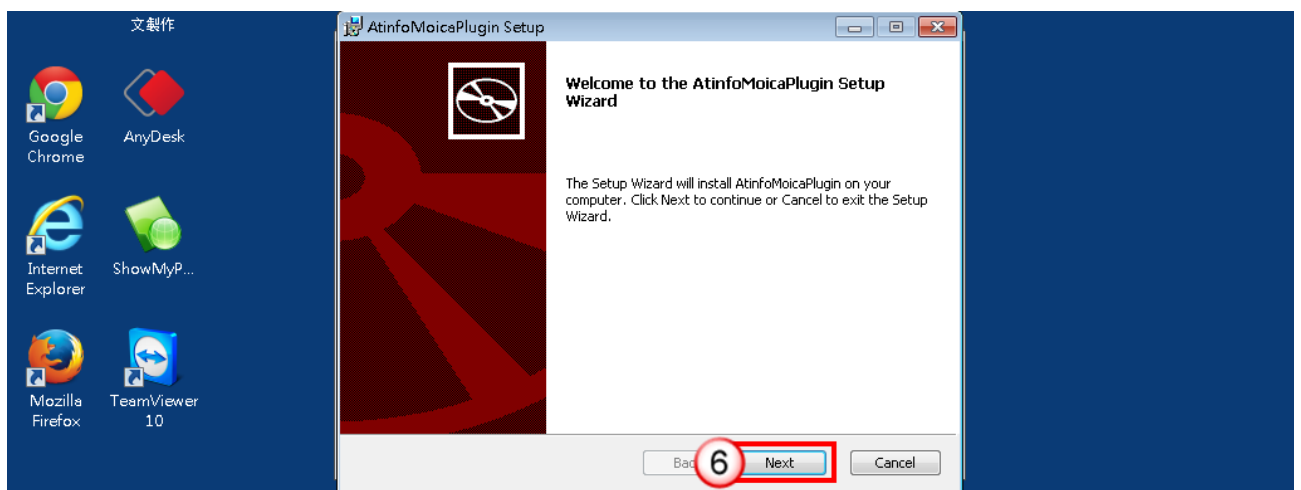 文製作
Google
Chrome
AnyDesk
Internet
Explorer
ShowMyP...
Mozilla
Firefox
TeamViewer
10
AtinfoMoicaPlugin Setup
Welcome to the AtinfoMoicaPlugin Setup
Wizard
The Setup Wizard will install AtinfoMoicaPlugin on your
computer. Click Next to continue or Cancel to exit the Setup
Wizard.
6
Next
Cancel